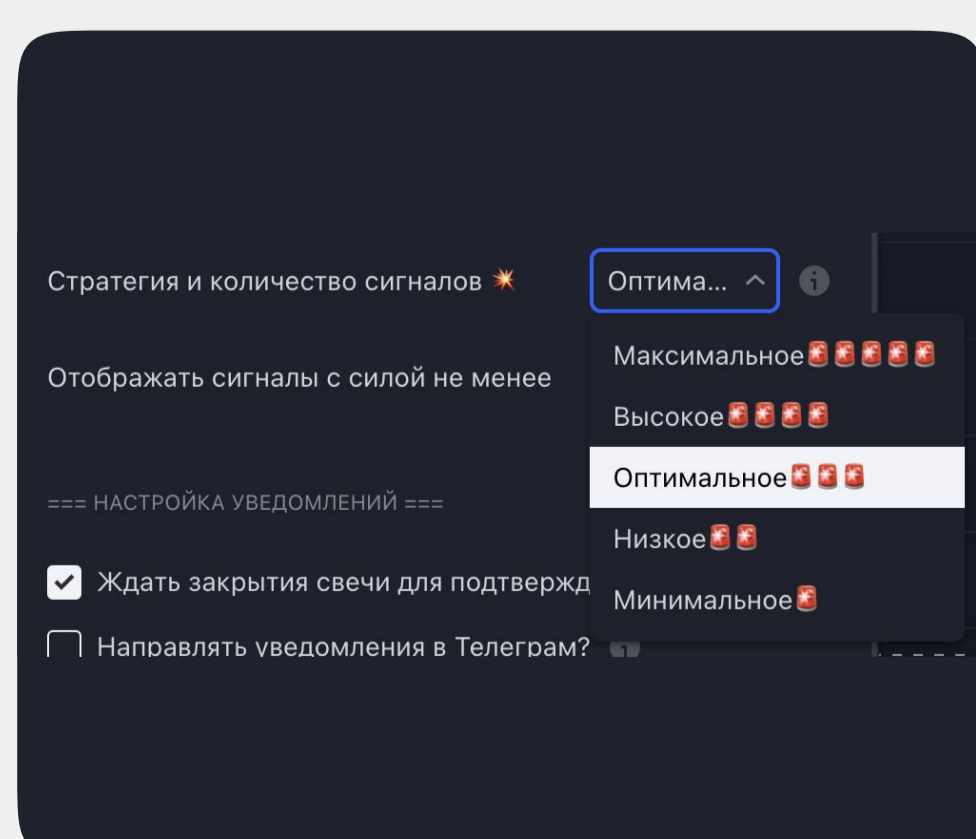 Стратегия и количество сигналов 💥
Оптима...
Максимальное🚨🚨🚨🚨🚨
Отображать сигналы с силой не менее
Высокое🚨🚨🚨🚨
Оптимальное🚨🚨🚨
=== НАСТРОЙКА УВЕДОМЛЕНИЙ ===
Низкое🚨🚨
Ждать закрытия свечи для подтвержд
Минимальное🚨
Направлять уведомления в Телеграм?